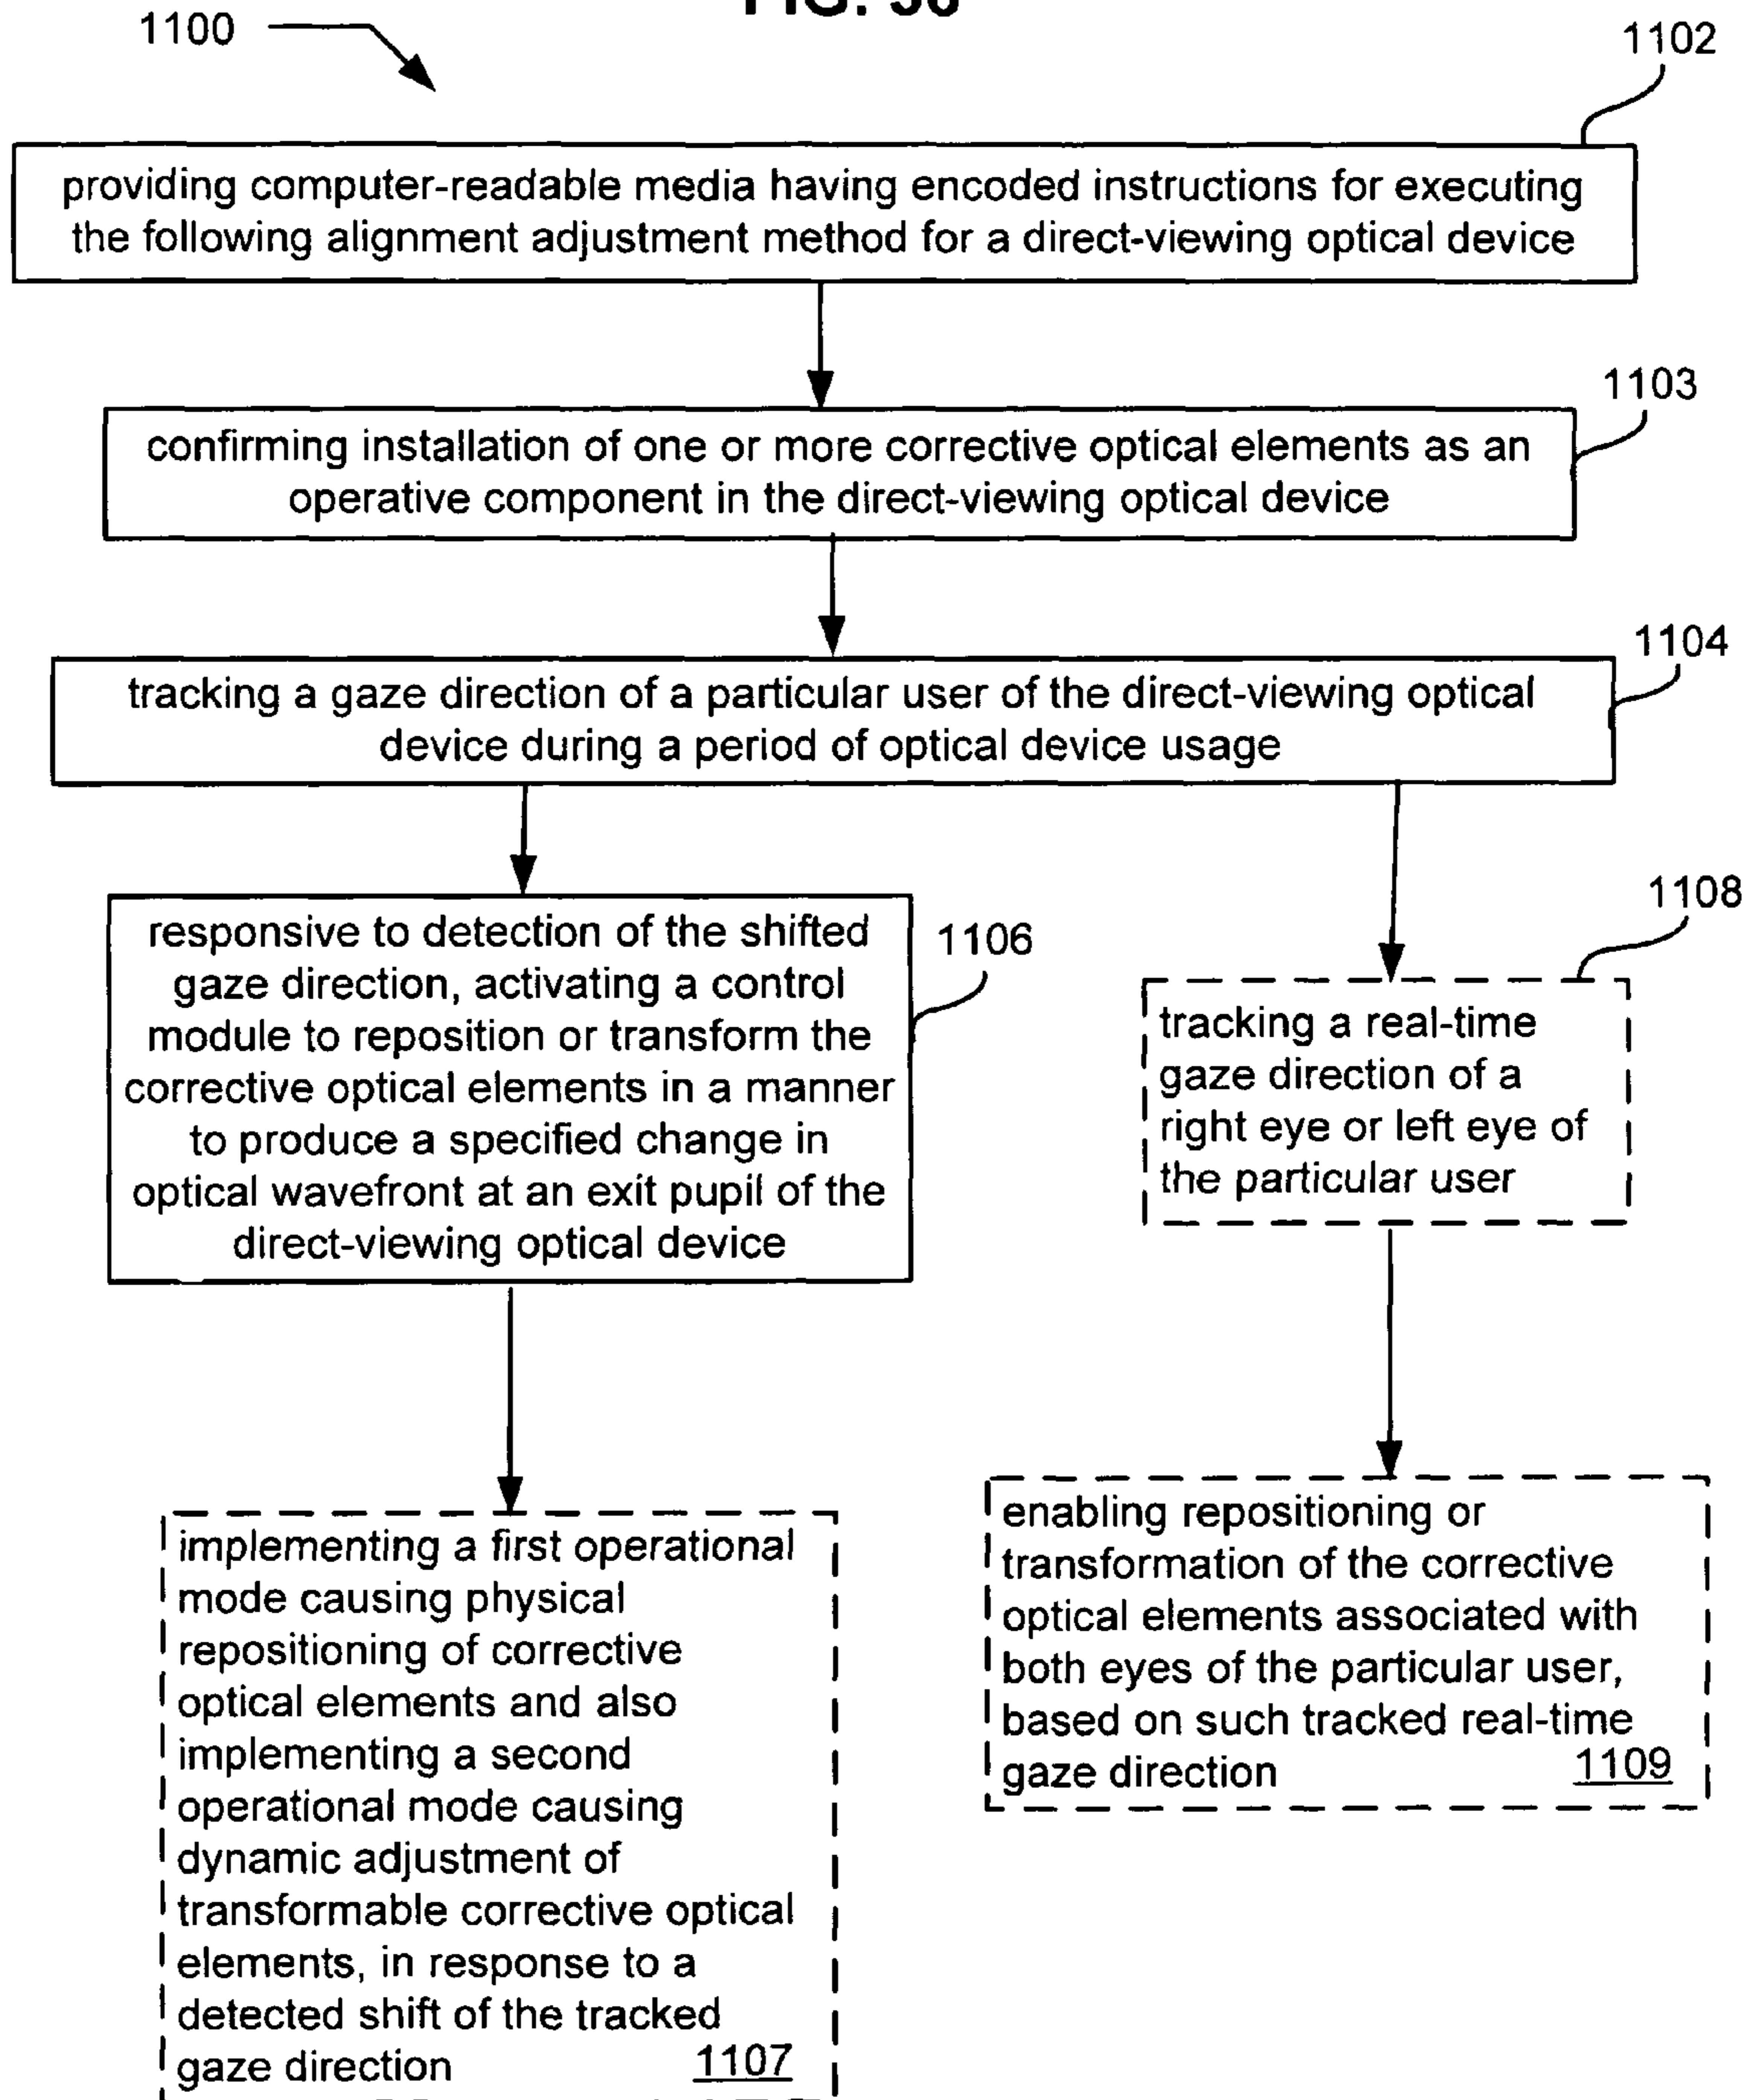 1100
1102
providing computer-readable media having encoded instructions for executing
the following alignment adjustment method for a direct-viewing optical device
1103
confirming installation of one or more corrective optical elements as an
operative component in the direct-viewing optical device
1104
tracking a gaze direction of a particular user of the direct-viewing optical
device during a period of optical device usage
1106
responsive to detection of the shifted
gaze direction, activating a control
module to reposition or transform the
corrective optical elements in a manner
to produce a specified change in
optical wavefront at an exit pupil of the
direct-viewing optical device
1108
tracking a real-time
gaze direction of a
right eye or left eye of
the particular user
implementing a first operational
mode causing physical
repositioning of corrective
optical elements and also
implementing a second
operational mode causing
dynamic adjustment of
transformable corrective optical
elements, in response to a
detected shift of the tracked
gaze direction 1107
enabling repositioning or
transformation of the corrective
optical elements associated with
both eyes of the particular user,
based on such tracked real-time
gaze direction 1109